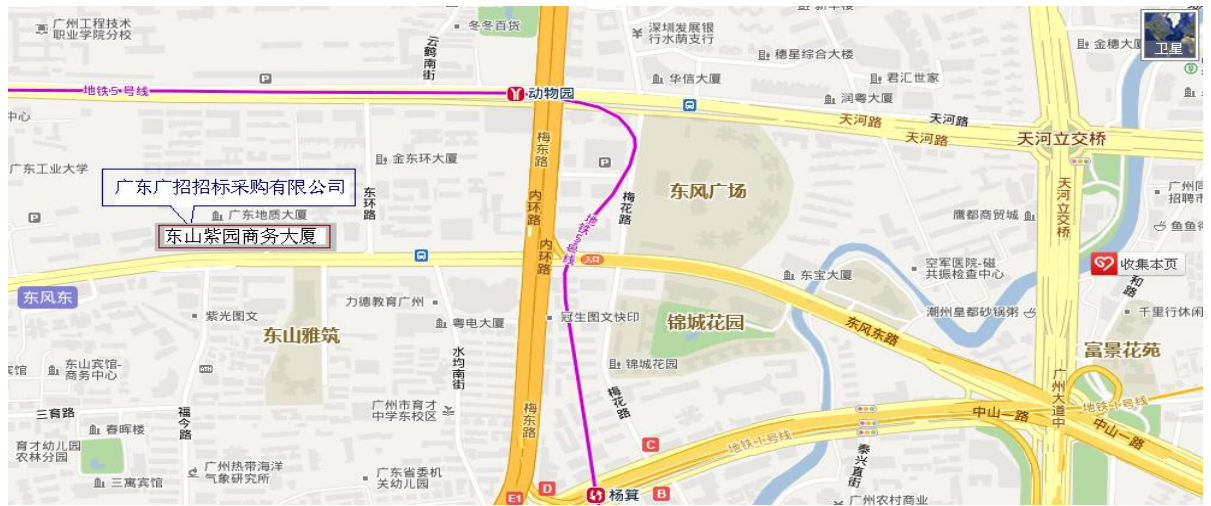 广州工程技术
职业学院分校
云鹤南街
冬冬百货
深圳发展银
行水荫支行
穗星综合大楼
金穗大厦
卫星
华信大厦
君汇世家
润粤大厦
地铁5号线
动物园
天河路
天河路
天河路
天河立交桥
中心
广东工业大学
金东环大厦
梅东路
东环路
内环路
梅花路
东风广场
天河立交桥
广东广招招标采购有限公司
广东地质大厦
东山紫园商务大厦
地铁5号线
内环路
入口
鹰都商贸城
鱼鱼
空军医院-磁
共振检查中心
收集本页
和路
东宝大厦
东风东
力德教育广州
紫光图文
粤电大厦
冠生图文快印
锦城花园
东风东路
潮州皇都砂锅粥
千里行休闲
东山雅筑
富景花苑
东山宾馆-
商务中心
宾馆
ATM
水均南街
锦城花园
梅花路
广州大道中
地铁1号线
中山一路
中山一路
三育路
福今路
广州市育才
中学东校区
梅东路
春晖楼
育才幼儿园
农林分园
三寓宾馆
广州热带海洋
气象研究所
广东省委机
关幼儿园
C
地铁1号线
泰兴直街
E1
D
杨箕
B
广州农村商业